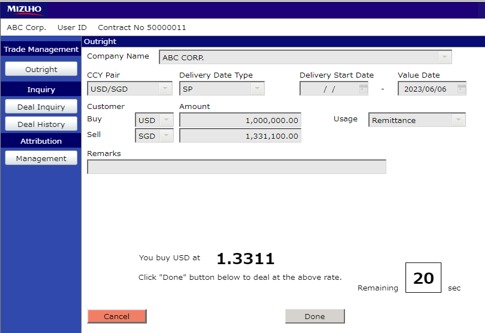 MIZUHO
ABC Corp. User ID Contract No 50000011
Trade Management
Outright
Inquiry
Deal Inquiry
Deal History
Attribution
Management
Outright
Company Name ABC CORP.
CCY Pair Delivery Date Type Delivery Start Date Value Date
USD/SGD SP / / - 2023/06/06
Customer Amount
Buy USD 1,000,000.00 Usage Remittance
Sell SGD 1,331,100.00
Remarks
You buy USD at 1.3311
Click "Done" button below to deal at the above rate.
Remaining 20 sec
Cancel Done